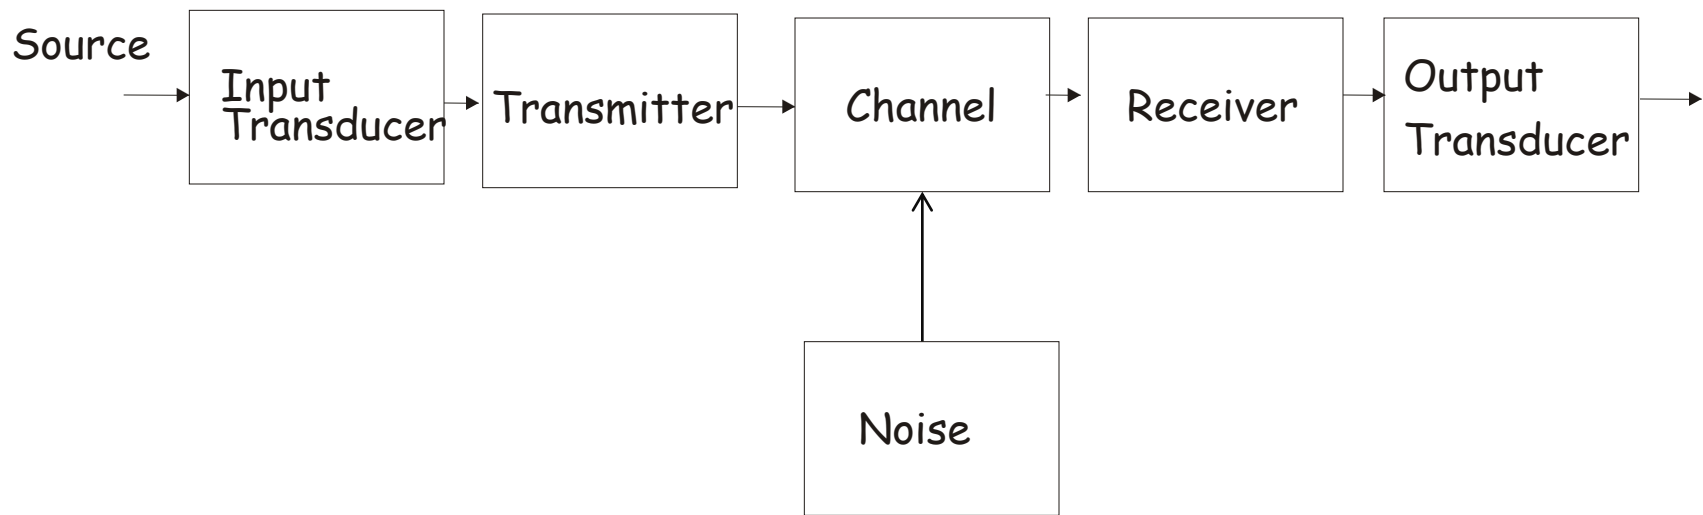 Source
Input
Transducer
Transmitter
Channel
Receiver
Output
Transducer
Noise